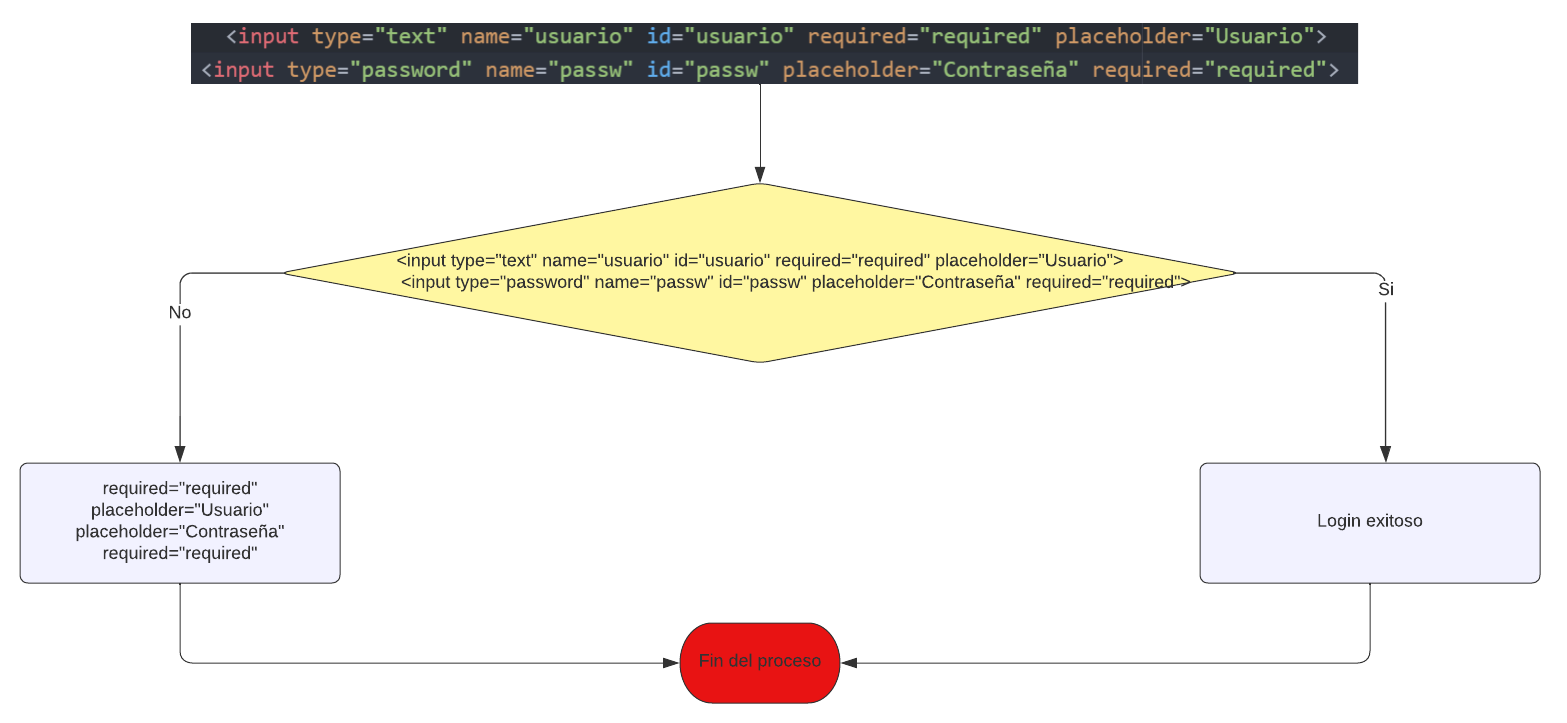 <input type="text" name="usuario" id="usuario" required="required" placeholder="Usuario">
<input type="password" name="passw" id="passw" placeholder="Contraseña" required="required">
<input type="text" name="usuario" id="usuario" required="required" placeholder="Usuario">
<input type="password" name="passw" id="passw" placeholder="Contraseña" required="required">
No
Si
required="required"
placeholder="Usuario"
placeholder="Contraseña"
required="required"
Login exitoso
Fin del proceso